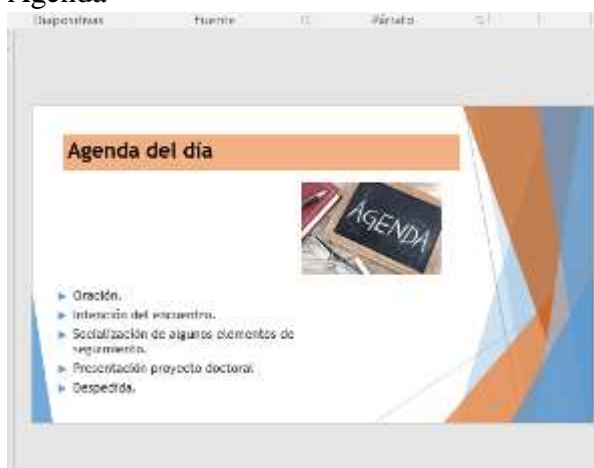 Agenda
Diapositivas Fuente Párrafo
Agenda del día
AGENDA
Oración.
Intención del encuentro.
Socialización de algunos elementos de
seguimiento.
Presentación proyecto doctoral
Despedida.